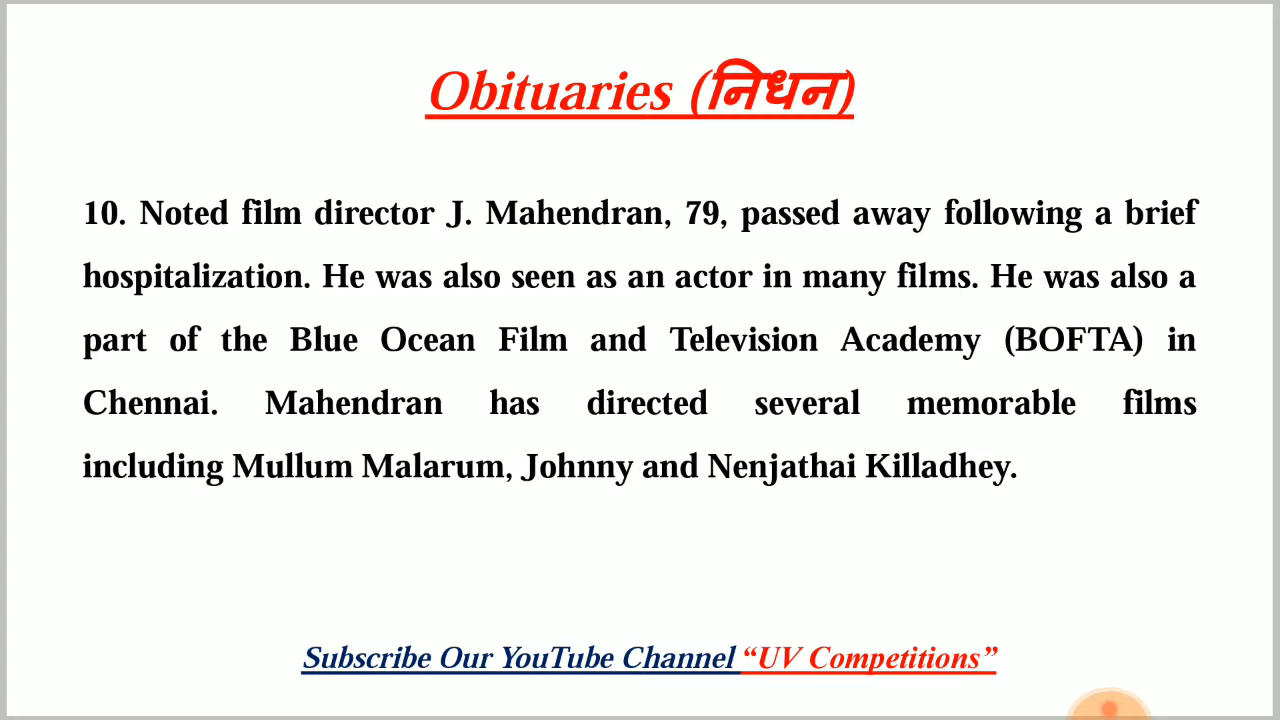 Obituaries (निधन)
10. Noted film director J. Mahendran, 79, passed away following a brief
hospitalization. He was also seen as an actor in many films. He was also a
part of the Blue Ocean Film and Television Academy (BOFTA) in
Chennai. Mahendran has directed several memorable films
including Mullum Malarum, Johnny and Nenjathai Killadhey.
Subscribe Our YouTube Channel “UV Competitions”